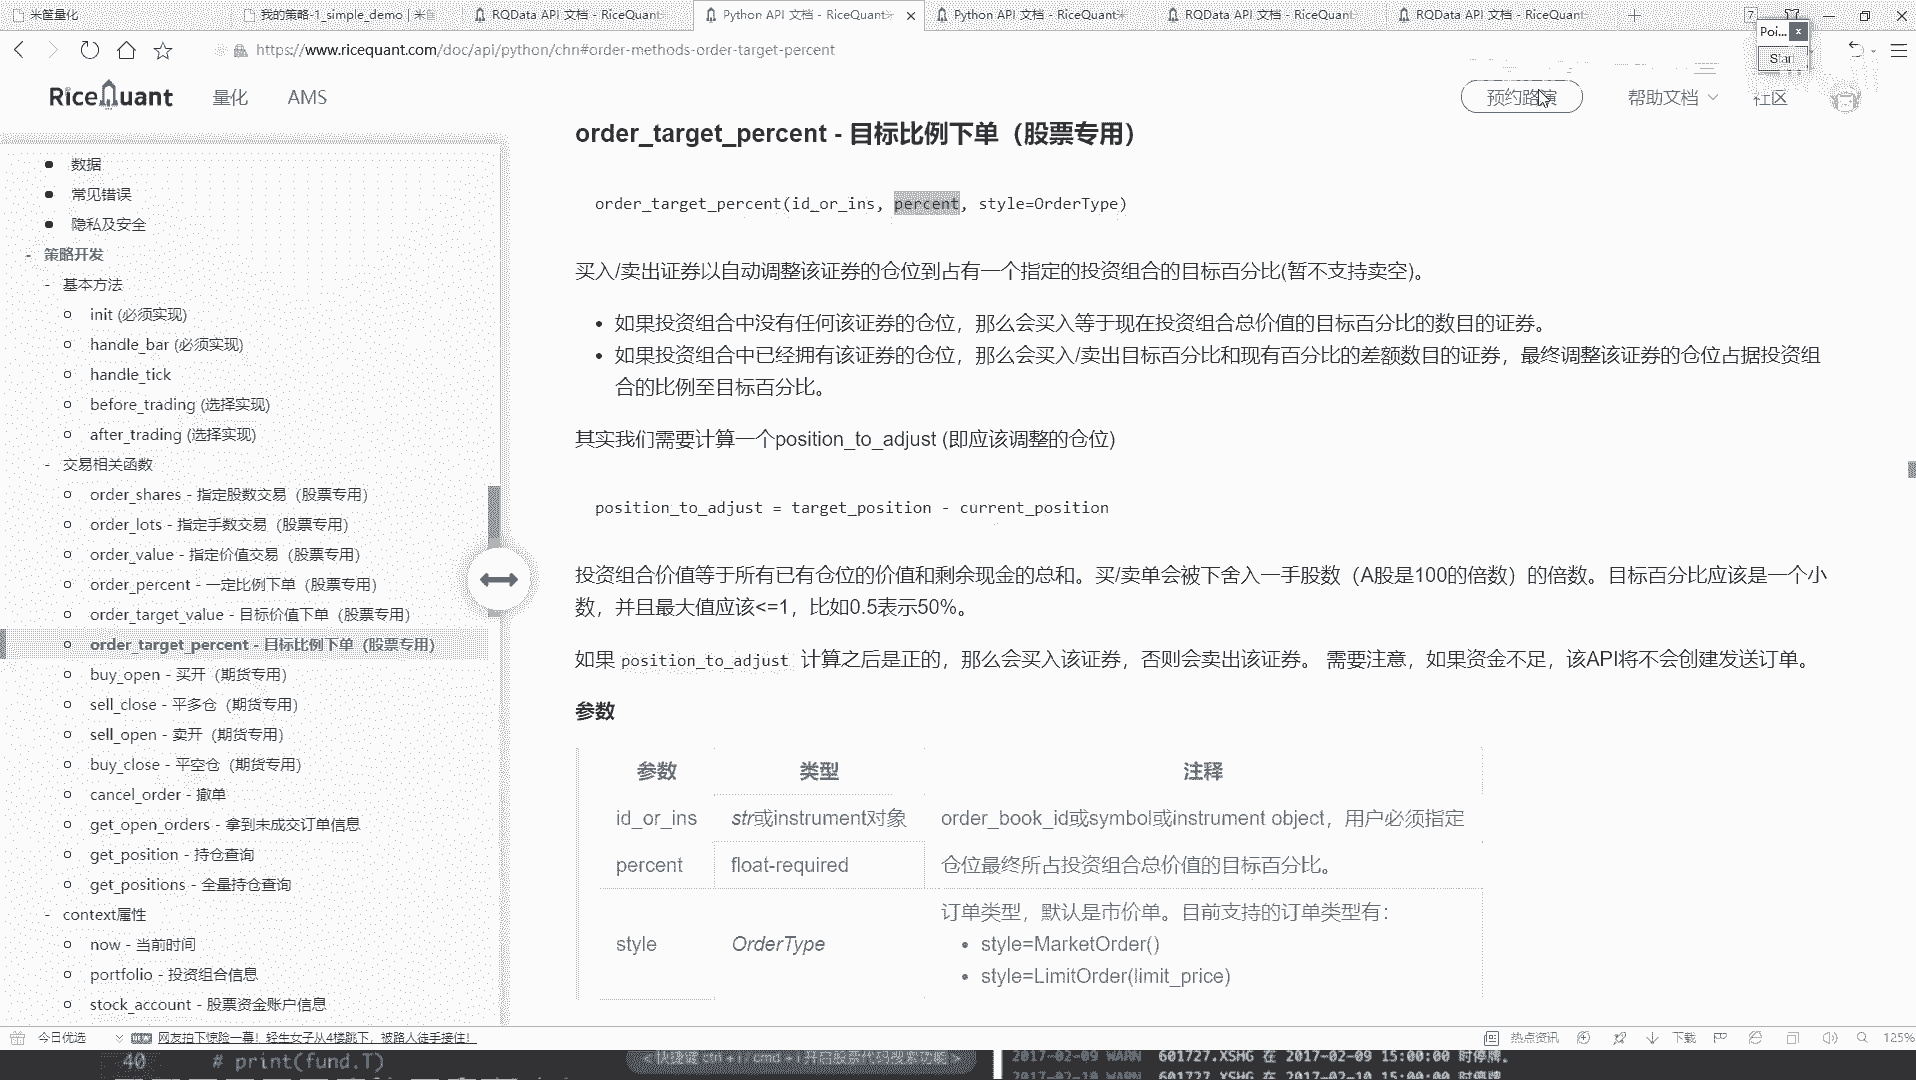 米筐量化
我的策略-1_simple_demo | 米筐
RQData API 文档 - RiceQuant
Python API 文档 - RiceQuant
Python API 文档 - RiceQuant
RQData API 文档 - RiceQuant
RQData API 文档 - RiceQuant
7
Poi... x
https://www.ricequant.com/doc/api/python/chn#order-methods-order-target-percent
Start
RiceQuant
量化
AMS
预约路演
帮助文档
社区
数据
常见错误
隐私及安全
- 策略开发
- 基本方法
init (必须实现)
handle_bar (必须实现)
handle_tick
before_trading (选择实现)
after_trading (选择实现)
- 交易相关函数
order_shares - 指定股数交易（股票专用）
order_lots - 指定手数交易（股票专用）
order_value - 指定价值交易（股票专用）
order_percent - 一定比例下单（股票专用）
order_target_value - 目标价值下单（股票专用）
order_target_percent - 目标比例下单（股票专用）
buy_open - 买开（期货专用）
sell_close - 平多仓（期货专用）
sell_open - 卖开（期货专用）
buy_close - 平空仓（期货专用）
cancel_order - 撤单
get_open_orders - 拿到未成交订单信息
get_position - 持仓查询
get_positions - 全量持仓查询
- context属性
now - 当前时间
portfolio - 投资组合信息
stock_account - 股票资金账户信息
order_target_percent - 目标比例下单（股票专用）
order_target_percent(id_or_ins, percent, style=OrderType)
买入/卖出证券以自动调整该证券的仓位到占有一个指定的投资组合的目标百分比(暂不支持卖空)。
• 如果投资组合中没有任何该证券的仓位，那么会买入等于现在投资组合总价值的目标百分比的数目的证券。
• 如果投资组合中已经拥有该证券的仓位，那么会买入/卖出目标百分比和现有百分比的差额数目的证券，最终调整该证券的仓位占据投资组
合的比例至目标百分比。
其实我们需要计算一个position_to_adjust (即应该调整的仓位)
position_to_adjust = target_position - current_position
投资组合价值等于所有已有仓位的价值和剩余现金的总和。买/卖单会被下舍入一手股数（A股是100的倍数）的倍数。目标百分比应该是一个小
数，并且最大值应该<=1，比如0.5表示50%。
如果 position_to_adjust 计算之后是正的，那么会买入该证券，否则会卖出该证券。 需要注意，如果资金不足，该API将不会创建发送订单。
参数
参数 类型 注释
id_or_ins str或instrument对象 order_book_id或symbol或instrument object，用户必须指定
percent float-required 仓位最终所占投资组合总价值的目标百分比。
订单类型，默认是市价单。目前支持的订单类型有：
style OrderType • style=MarketOrder()
• style=LimitOrder(limit_price)
今日优选
网友拍下惊险一幕！轻生女子从4楼跳下，被路人徒手接住！
热点资讯
下载
125%
40 # print(fund.T)
<快捷键 ctrl + i / cmd + i 开启股票代码搜索功能>
2017-02-09 WARN 601727.XSHG 在 2017-02-09 15:00:00 时停牌。
2017-02-10 WARN 601727.XSHG 在 2017-02-10 15:00:00 时停牌。